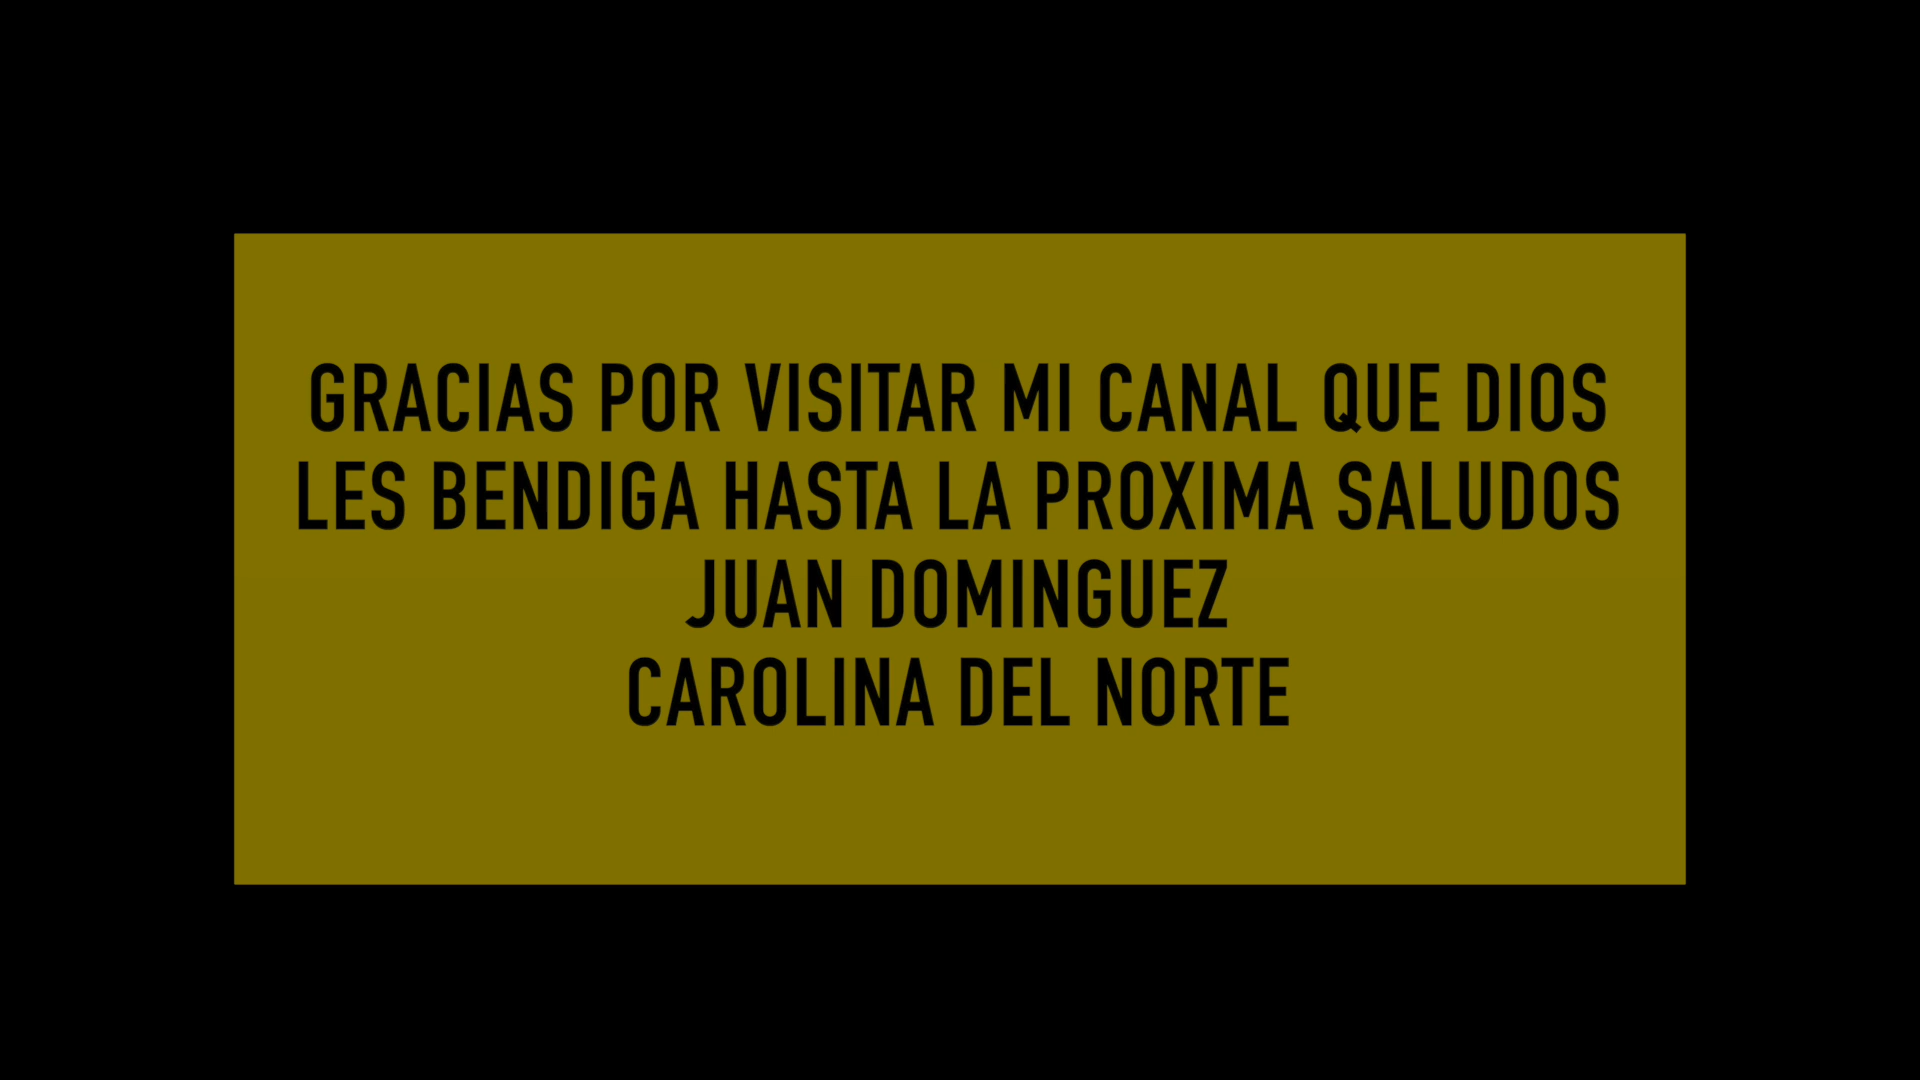 GRACIAS POR VISITAR MI CANAL QUE DIOS
LES BENDIGA HASTA LA PROXIMA SALUDOS
JUAN DOMINGUEZ
CAROLINA DEL NORTE